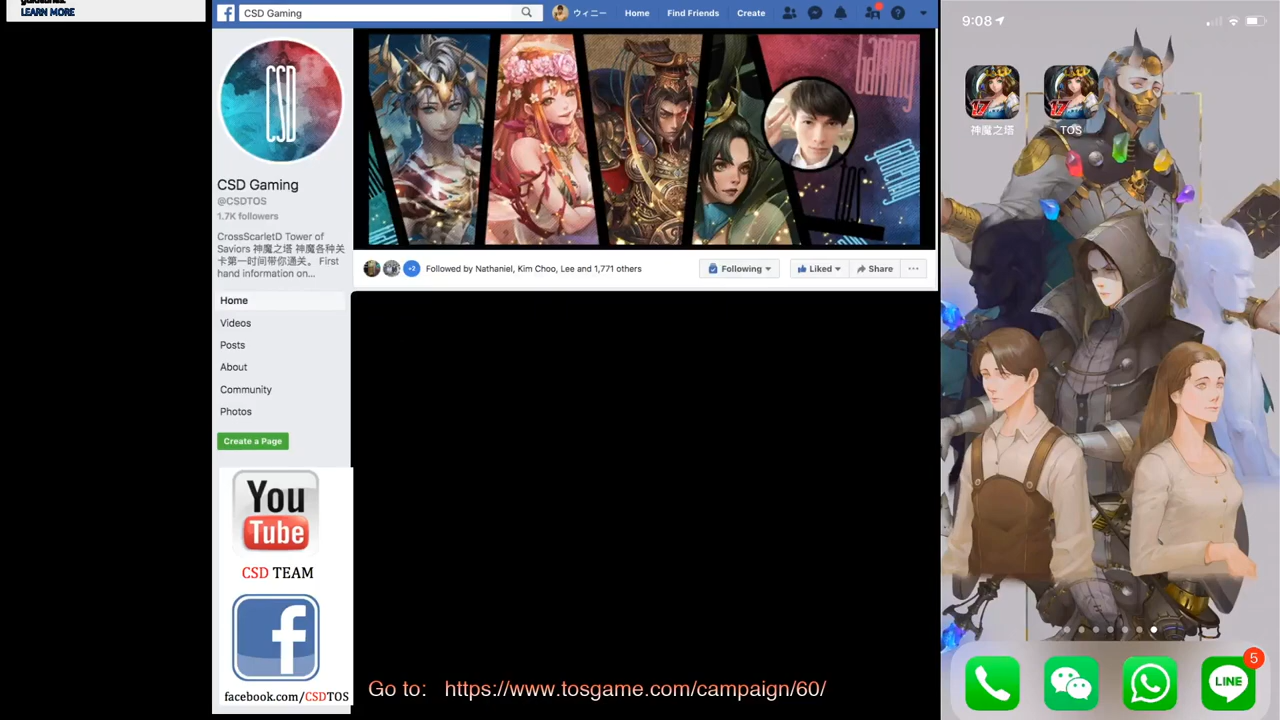 guidelines.
LEARN MORE
CSD Gaming
ウィニー
Home
Find Friends
Create
CSD
CSD Gaming
@CSDTOS
1.7K followers
CrossScarletD Tower of
Saviors 神魔之塔 神魔各种关
卡第一时间带你通关。 First
hand information on...
Home
Videos
Posts
About
Community
Photos
Create a Page
You
Tube
CSD TEAM
f
facebook.com/CSDTOS
Gaming
Followed by Nathaniel, Kim Choo, Lee and 1,771 others
+2
Following
Liked
Share
Go to: https://www.tosgame.com/campaign/60/
9:08
神魔之塔
TOS
5
LINE